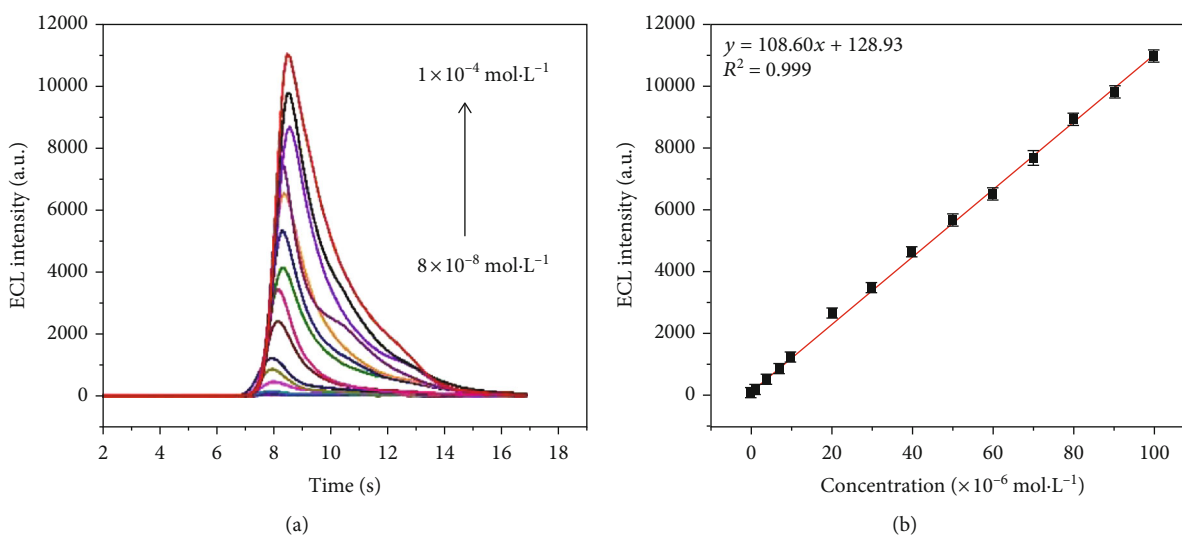 12000
10000
8000
6000
4000
2000
0
ECL intensity (a.u.)
1×10⁻⁴ mol·L⁻¹
8×10⁻⁸ mol·L⁻¹
2 4 6 8 10 12 14 16 18
Time (s)
(a)
12000
10000
8000
6000
4000
2000
0
ECL intensity (a.u.)
y = 108.60x + 128.93
R² = 0.999
0 20 40 60 80 100
Concentration (×10⁻⁶ mol·L⁻¹)
(b)